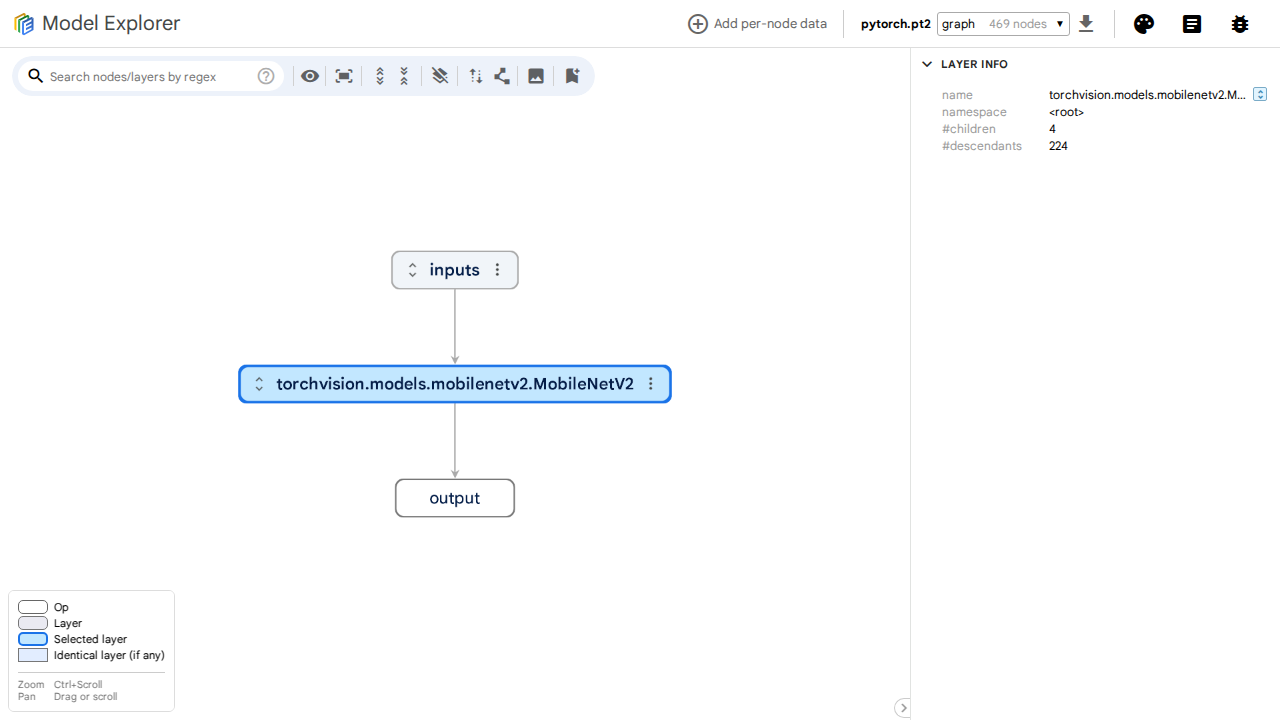 Model Explorer
Add per-node data
pytorch.pt2
graph 469 nodes
Search nodes/layers by regex
LAYER INFO
name torchvision.models.mobilenetv2.M...
namespace <root>
#children 4
#descendants 224
inputs
torchvision.models.mobilenetv2.MobileNetV2
output
Op
Layer
Selected layer
Identical layer (if any)
Zoom Ctrl+Scroll
Pan Drag or scroll